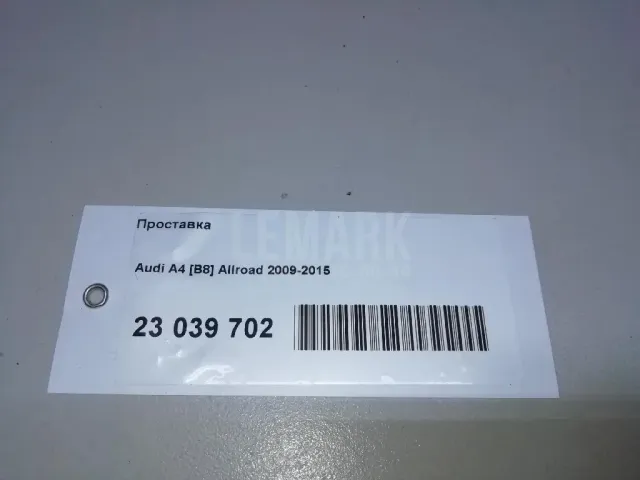 Проставка
LEMARK
Audi A4 [B8] Allroad 2009-2015
23 039 702